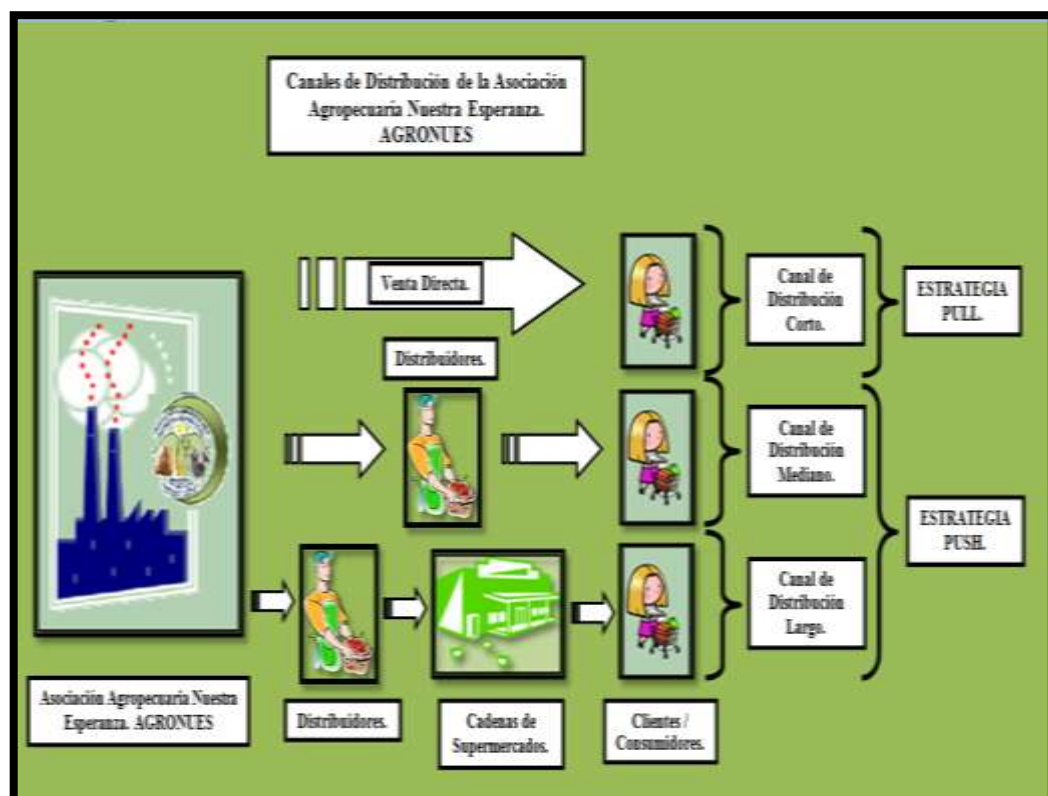 Canales de Distribución de la Asociación
Agropecuaria Nuestra Esperanza.
AGRONUES
Venta Directa.
Canal de
Distribución
Corto.
ESTRATEGIA
PULL.
Distribuidores.
Canal de
Distribución
Mediano.
ESTRATEGIA
PUSH.
Canal de
Distribución
Largo.
Asociación Agropecuaria Nuestra
Esperanza. AGRONUES
Distribuidores.
Cadenas de
Supermercados.
Clientes /
Consumidores.